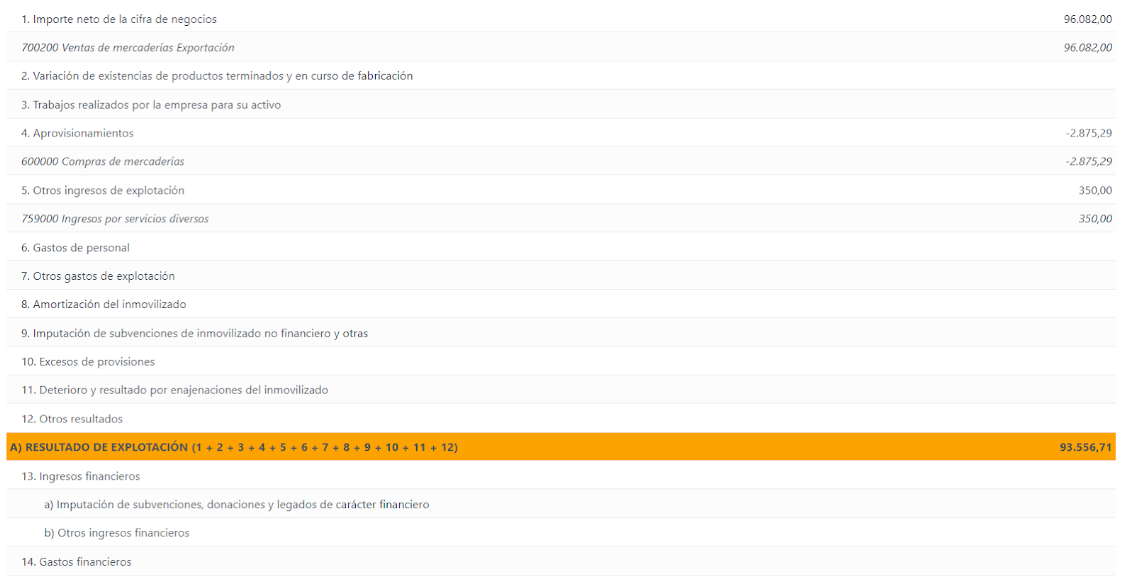 1. Importe neto de la cifra de negocios 96.082,00
700200 Ventas de mercaderías Exportación 96.082,00
2. Variación de existencias de productos terminados y en curso de fabricación
3. Trabajos realizados por la empresa para su activo
4. Aprovisionamientos -2.875,29
600000 Compras de mercaderías -2.875,29
5. Otros ingresos de explotación 350,00
759000 Ingresos por servicios diversos 350,00
6. Gastos de personal
7. Otros gastos de explotación
8. Amortización del inmovilizado
9. Imputación de subvenciones de inmovilizado no financiero y otras
10. Excesos de provisiones
11. Deterioro y resultado por enajenaciones del inmovilizado
12. Otros resultados
A) RESULTADO DE EXPLOTACIÓN (1 + 2 + 3 + 4 + 5 + 6 + 7 + 8 + 9 + 10 + 11 + 12) 93.556,71
13. Ingresos financieros
a) Imputación de subvenciones, donaciones y legados de carácter financiero
b) Otros ingresos financieros
14. Gastos financieros